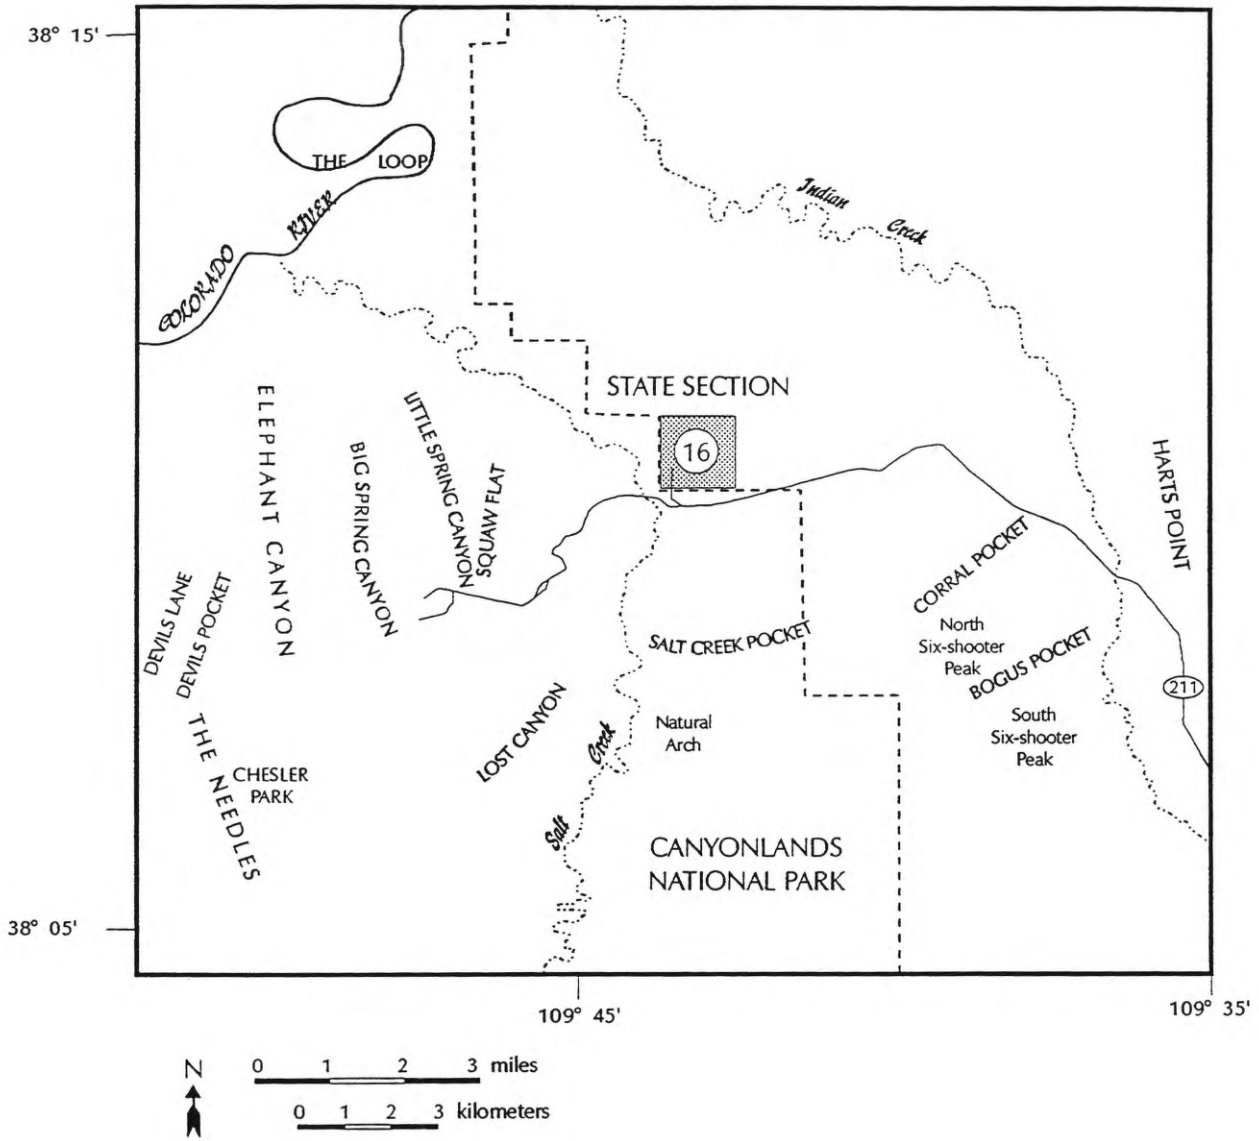 38° 15'
THE LOOP
COLORADO RIVER
Indian Creek
STATE SECTION
16
ELEPHANT CANYON
BIG SPRING CANYON
LITTLE SPRING CANYON
SQUAW FLAT
HARTS POINT
DEVILS LANE
DEVILS POCKET
CORRAL POCKET
North
Six-shooter
Peak
SALT CREEK POCKET
BOGUS POCKET
211
LOST CANYON
Natural
Arch
South
Six-shooter
Peak
THE NEEDLES
CHESLER
PARK
Salt Creek
CANYONLANDS
NATIONAL PARK
38° 05'
109° 45'
109° 35'
N
0 1 2 3 miles
0 1 2 3 kilometers